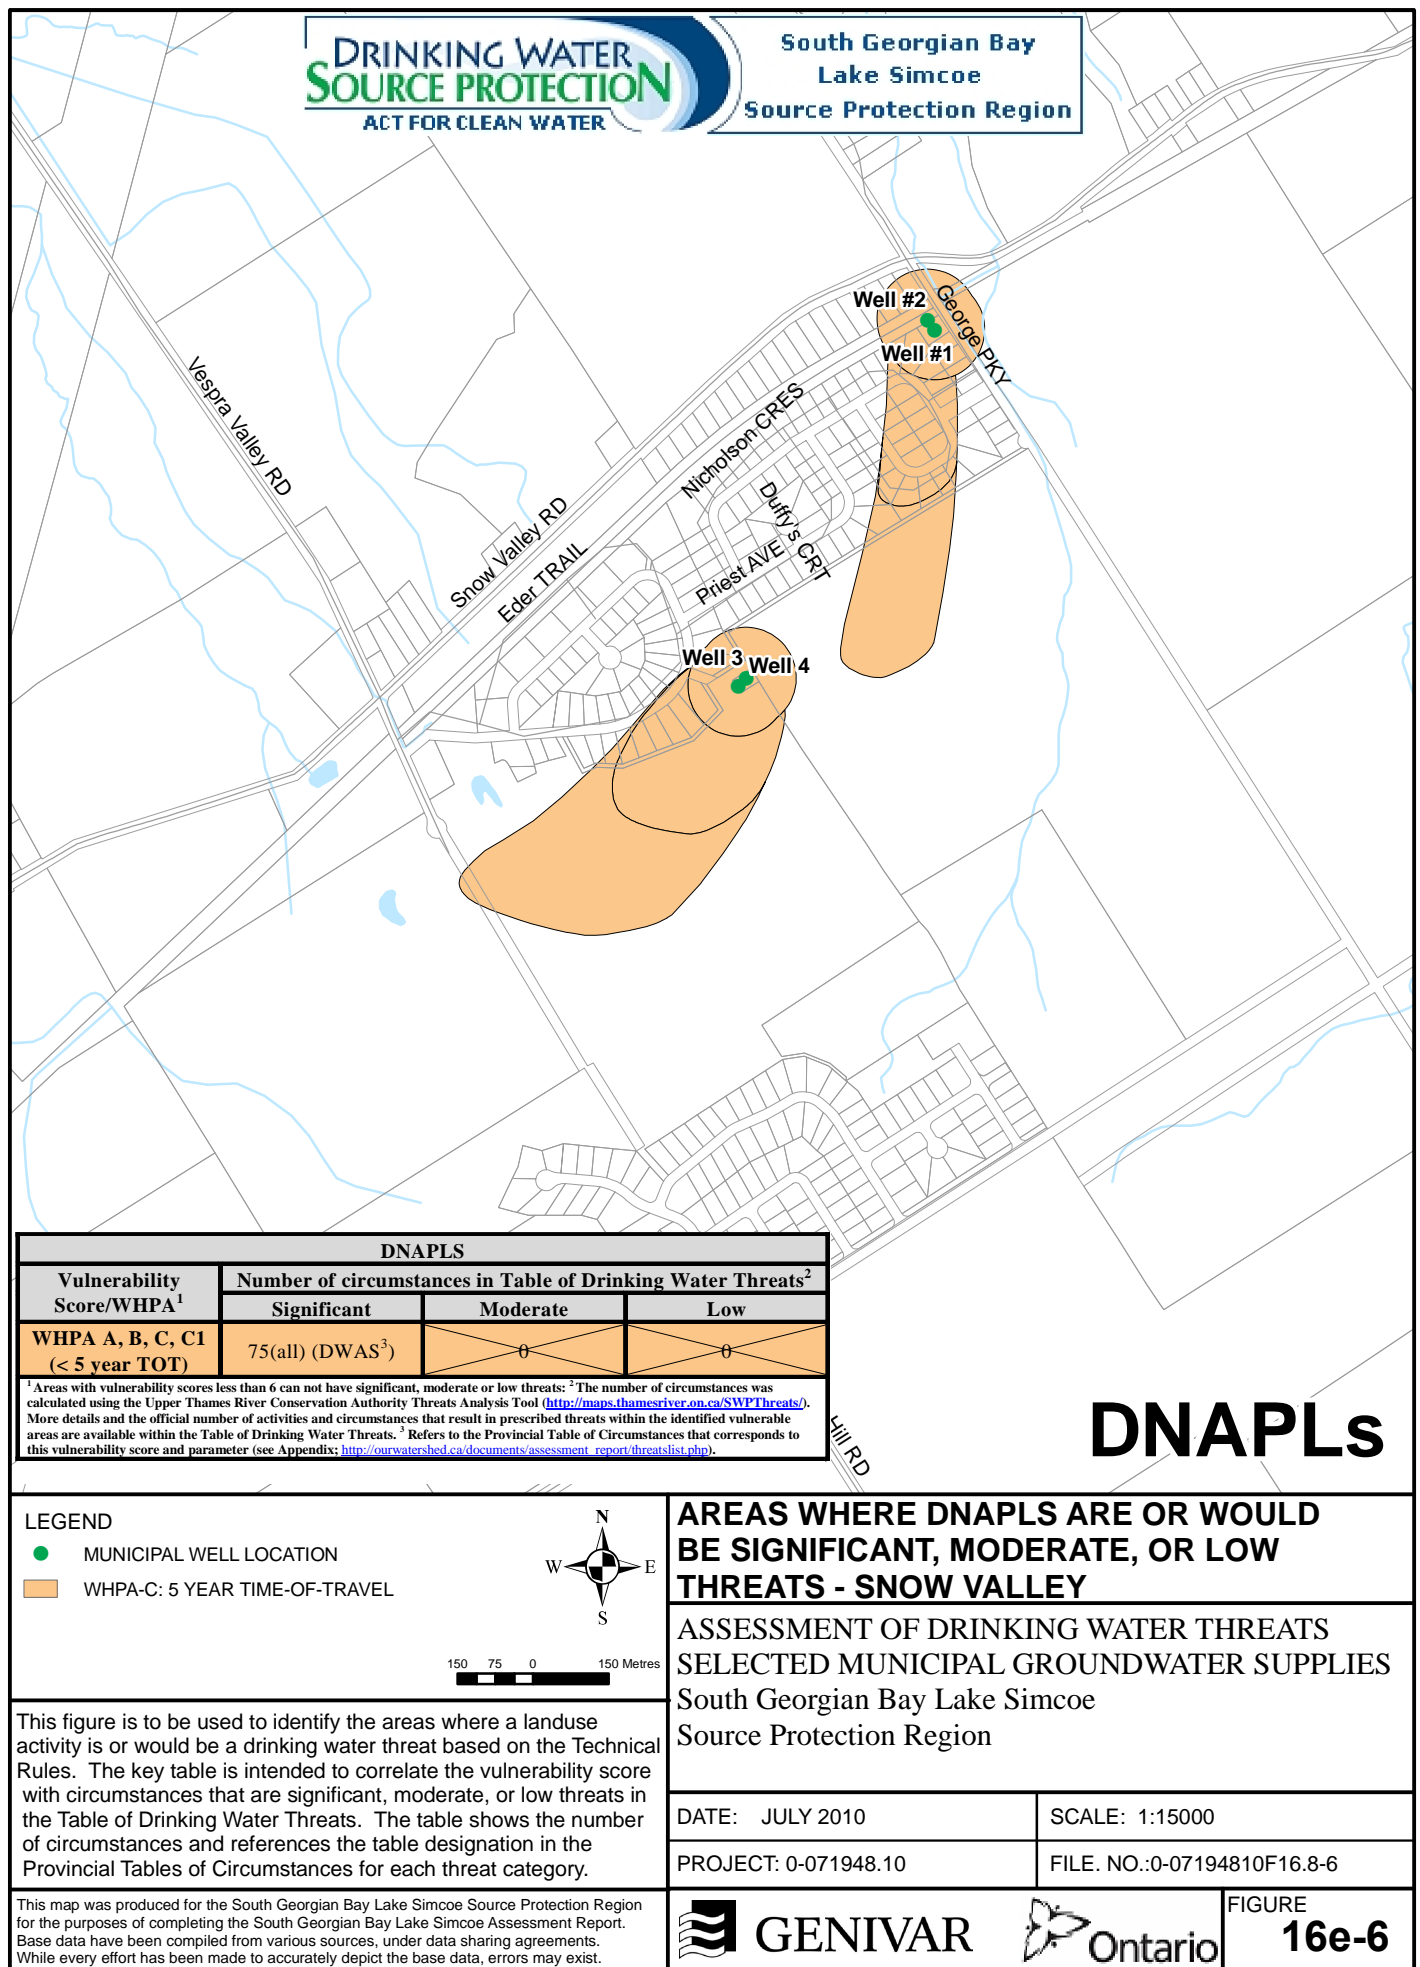 DRINKING WATER
SOURCE PROTECTION
ACT FOR CLEAN WATER
South Georgian Bay
Lake Simcoe
Source Protection Region
Well #2
George PKY
Well #1
Vespra Valley RD
Nicholson CRES
Duffy's CRT
Snow Valley RD
Eder TRAIL
Priest AVE
Well 3
Well 4
DNAPLS
Vulnerability
Score/WHPA1
Number of circumstances in Table of Drinking Water Threats2
Significant Moderate Low
WHPA A, B, C, C1
(< 5 year TOT)
75(all) (DWAS3) 0 0
1 Areas with vulnerability scores less than 6 can not have significant, moderate or low threats: 2 The number of circumstances was
calculated using the Upper Thames River Conservation Authority Threats Analysis Tool (http://maps.thamesriver.on.ca/SWPThreats/).
More details and the official number of activities and circumstances that result in prescribed threats within the identified vulnerable
areas are available within the Table of Drinking Water Threats. 3 Refers to the Provincial Table of Circumstances that corresponds to
this vulnerability score and parameter (see Appendix; http://ourwatershed.ca/documents/assessment_report/threatslist.php).
Hill RD
DNAPLs
LEGEND
MUNICIPAL WELL LOCATION
WHPA-C: 5 YEAR TIME-OF-TRAVEL
N
W E
S
150 75 0 150 Metres
AREAS WHERE DNAPLS ARE OR WOULD
BE SIGNIFICANT, MODERATE, OR LOW
THREATS - SNOW VALLEY
ASSESSMENT OF DRINKING WATER THREATS
SELECTED MUNICIPAL GROUNDWATER SUPPLIES
South Georgian Bay Lake Simcoe
Source Protection Region
This figure is to be used to identify the areas where a landuse
activity is or would be a drinking water threat based on the Technical
Rules. The key table is intended to correlate the vulnerability score
with circumstances that are significant, moderate, or low threats in
the Table of Drinking Water Threats. The table shows the number
of circumstances and references the table designation in the
Provincial Tables of Circumstances for each threat category.
DATE: JULY 2010
SCALE: 1:15000
PROJECT: 0-071948.10
FILE. NO.:0-07194810F16.8-6
This map was produced for the South Georgian Bay Lake Simcoe Source Protection Region
for the purposes of completing the South Georgian Bay Lake Simcoe Assessment Report.
Base data have been compiled from various sources, under data sharing agreements.
While every effort has been made to accurately depict the base data, errors may exist.
GENIVAR
Ontario
FIGURE
16e-6